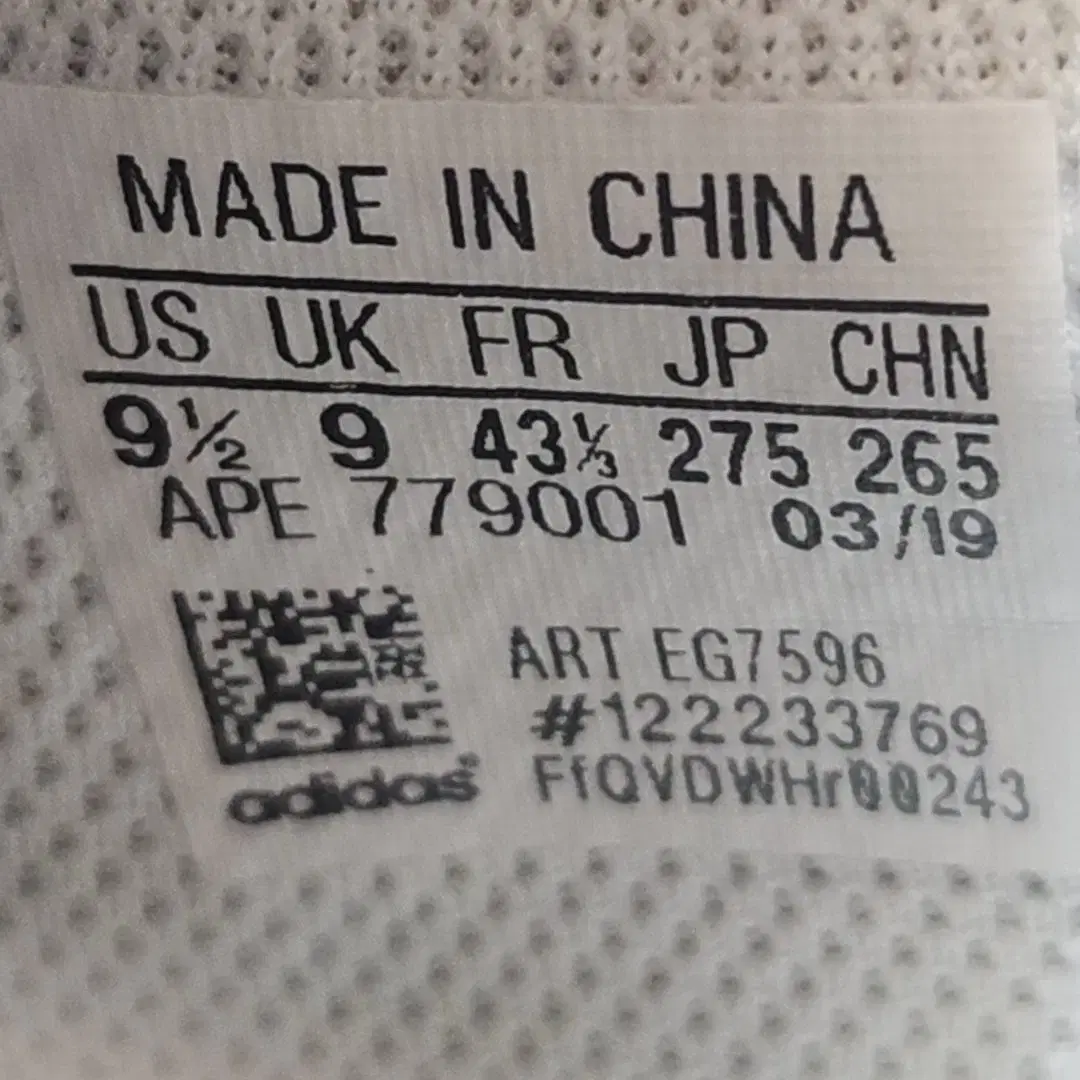 MADE IN CHINA
US UK FR JP CHN
9½ 9 43⅓ 275 265
APE 779001 03/19
ART EG7596
#122233769
adidas FfQVDWHr00243